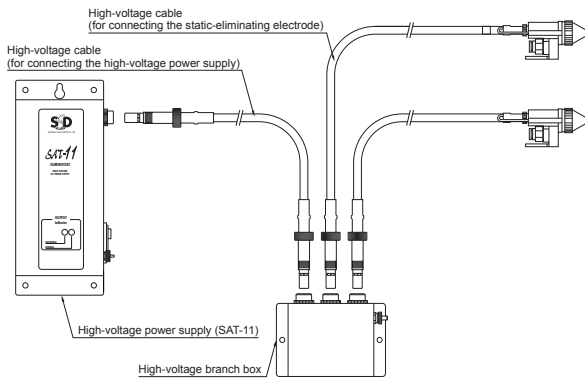 High-voltage cable
(for connecting the static-eliminating electrode)
High-voltage cable
(for connecting the high-voltage power supply)
SSD
SAT-11
OUTPUT
High-voltage power supply (SAT-11)
High-voltage branch box